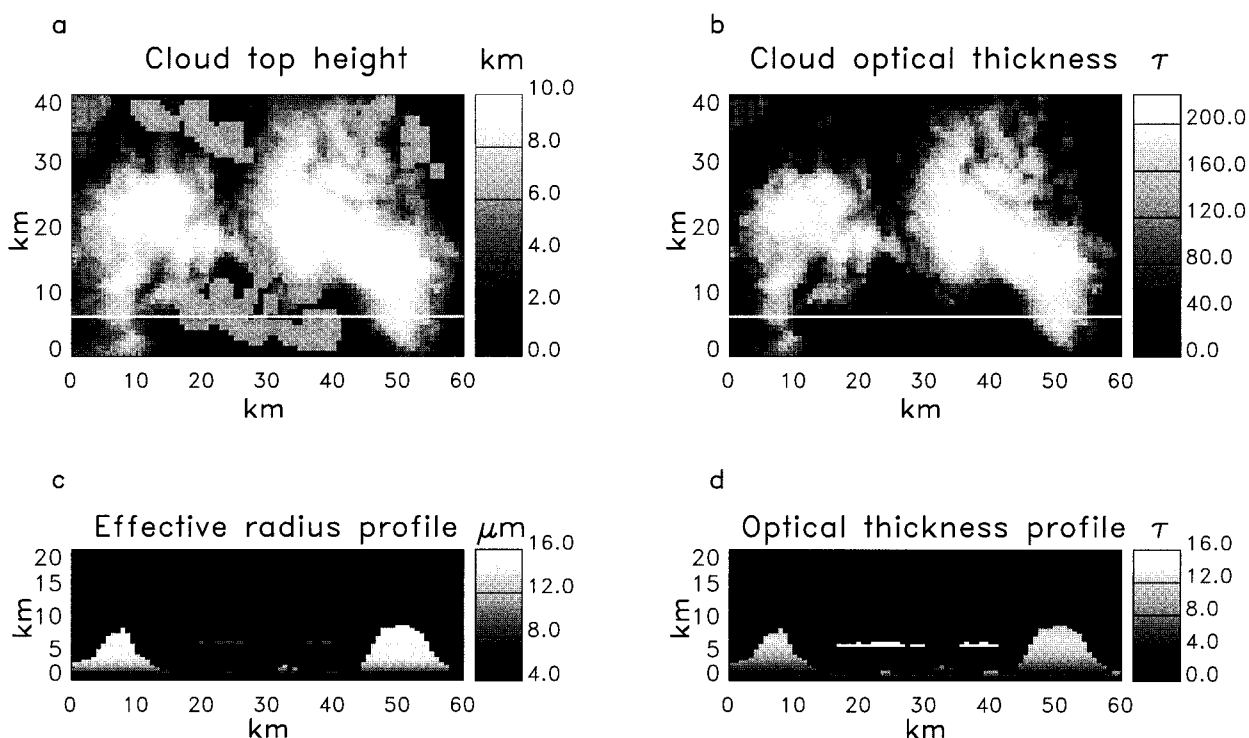 a
Cloud top height km
10.0
8.0
6.0
4.0
2.0
0.0
40
30
20
10
0
km
0 10 20 30 40 50 60
km
b
Cloud optical thickness τ
200.0
160.0
120.0
80.0
40.0
0.0
40
30
20
10
0
km
0 10 20 30 40 50 60
km
c
Effective radius profile μm
16.0
12.0
8.0
4.0
20
15
10
5
0
km
0 10 20 30 40 50 60
km
d
Optical thickness profile τ
16.0
12.0
8.0
4.0
0.0
20
15
10
5
0
km
0 10 20 30 40 50 60
km